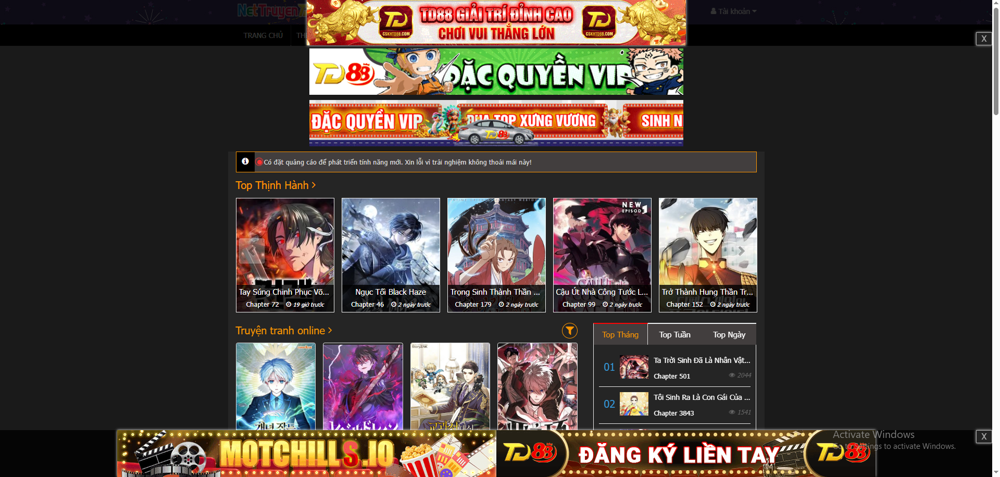 NetTruyen
TD88 GIẢI TRÍ ĐỈNH CAO
CHƠI VUI THẮNG LỚN
TD
CSKHTD88.COM
TD
CSKHTD88.COM
Tài khoản
TRANG CHỦ
X
TD88
ĐẶC QUYỀN VIP
ĐẶC QUYỀN VIP
ĐUA TOP XƯNG VƯƠNG
SINH N
TD88
Có đặt quảng cáo để phát triển tính năng mới. Xin lỗi vì trải nghiệm không thoải mái này!
Top Thịnh Hành
NEW
EPISODE
Tay Súng Chinh Phục Võ...
Chapter 72 19 giờ trước
Ngục Tối Black Haze
Chapter 46 2 ngày trước
Trọng Sinh Thành Thần ...
Chapter 179 2 ngày trước
CẬU ÚT
Cậu Út Nhà Công Tước L...
Chapter 99 2 ngày trước
Trở Thành Hung Thần Tr...
Chapter 152 2 ngày trước
Truyện tranh online
StoryZAK
Top Tháng
Top Tuần
Top Ngày
01
Ta Trời Sinh Đã Là Nhân Vật...
Chapter 501
2044
02
Tôi Sinh Ra Là Con Gái Của ...
Chapter 3843
1541
MOTCHILLS.IO
TD88
ĐĂNG KÝ LIỀN TAY
TD88
X
Activate Windows
Go to Settings to activate Windows.